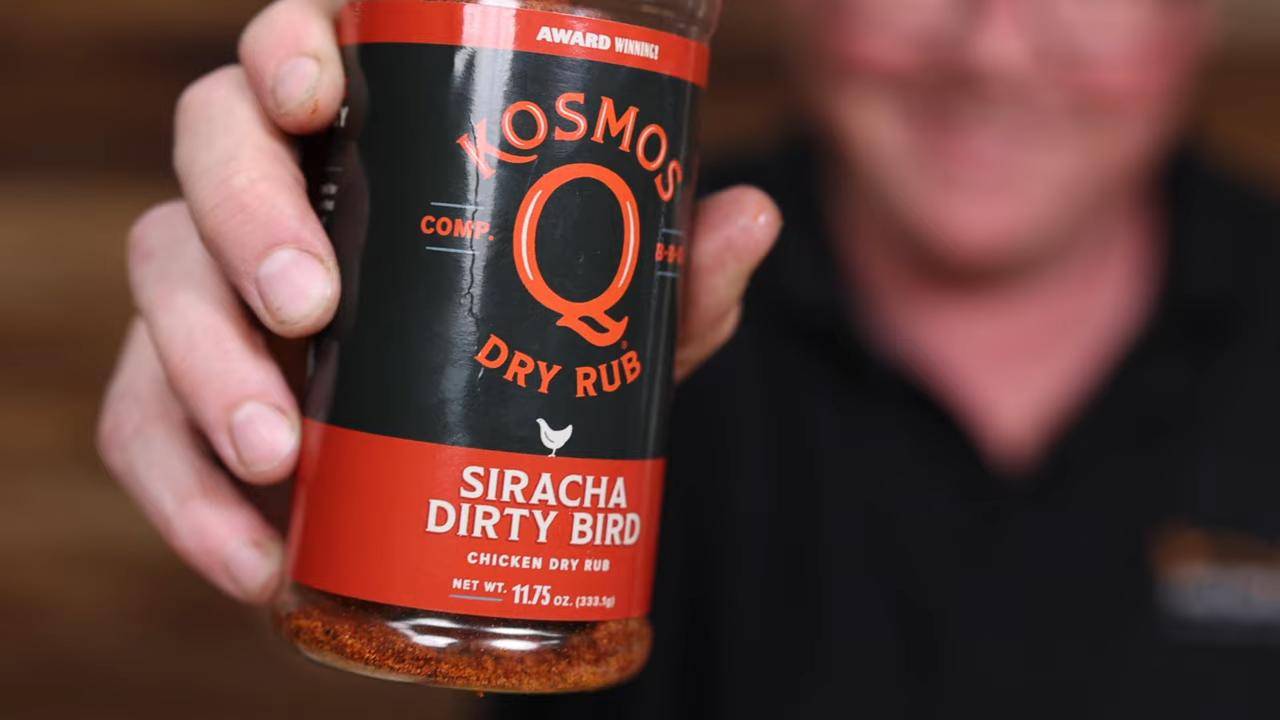 AWARD WINNING!
KOSMOS
Q
COMP.
DRY RUB
SIRACHA
DIRTY BIRD
CHICKEN DRY RUB
NET WT. 11.75 OZ. (333.1g)